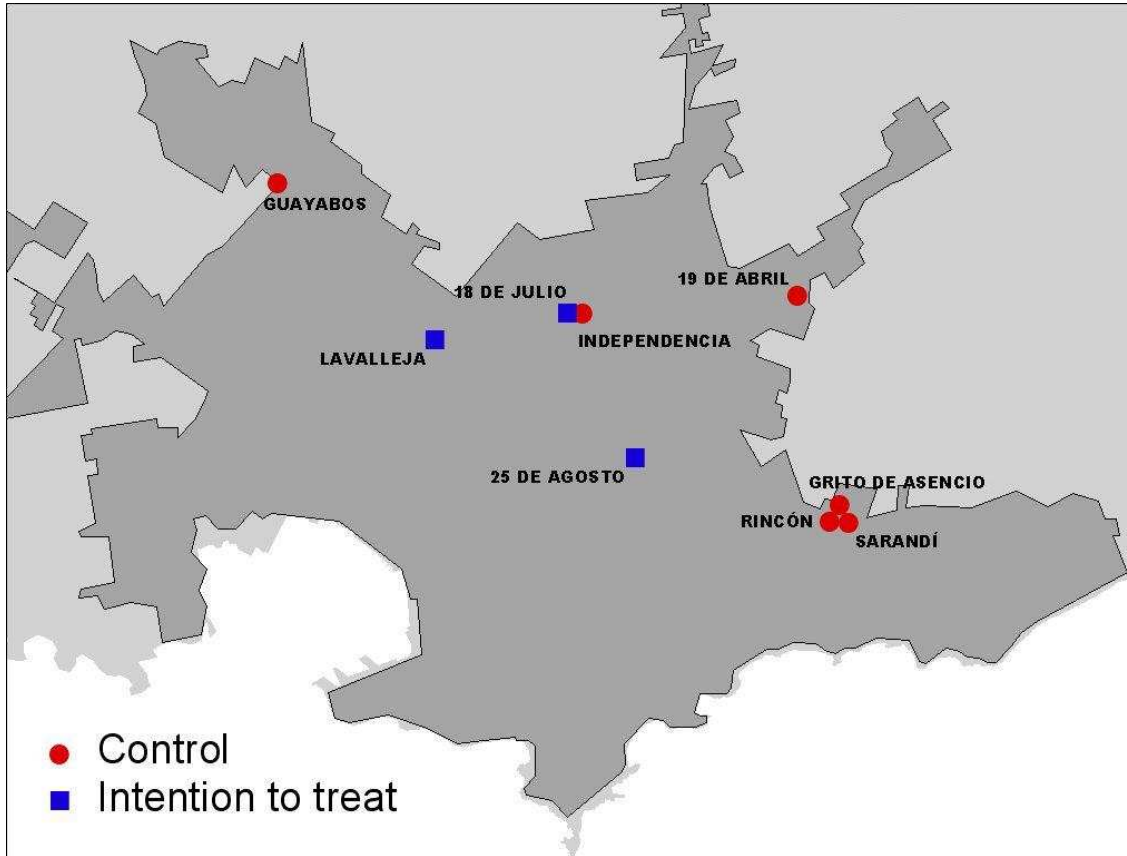 GUAYABOS
19 DE ABRIL
18 DE JULIO
INDEPENDENCIA
LAVALLEJA
25 DE AGOSTO
GRITO DE ASENCIO
RINCÓN
SARANDÍ
Control
Intention to treat